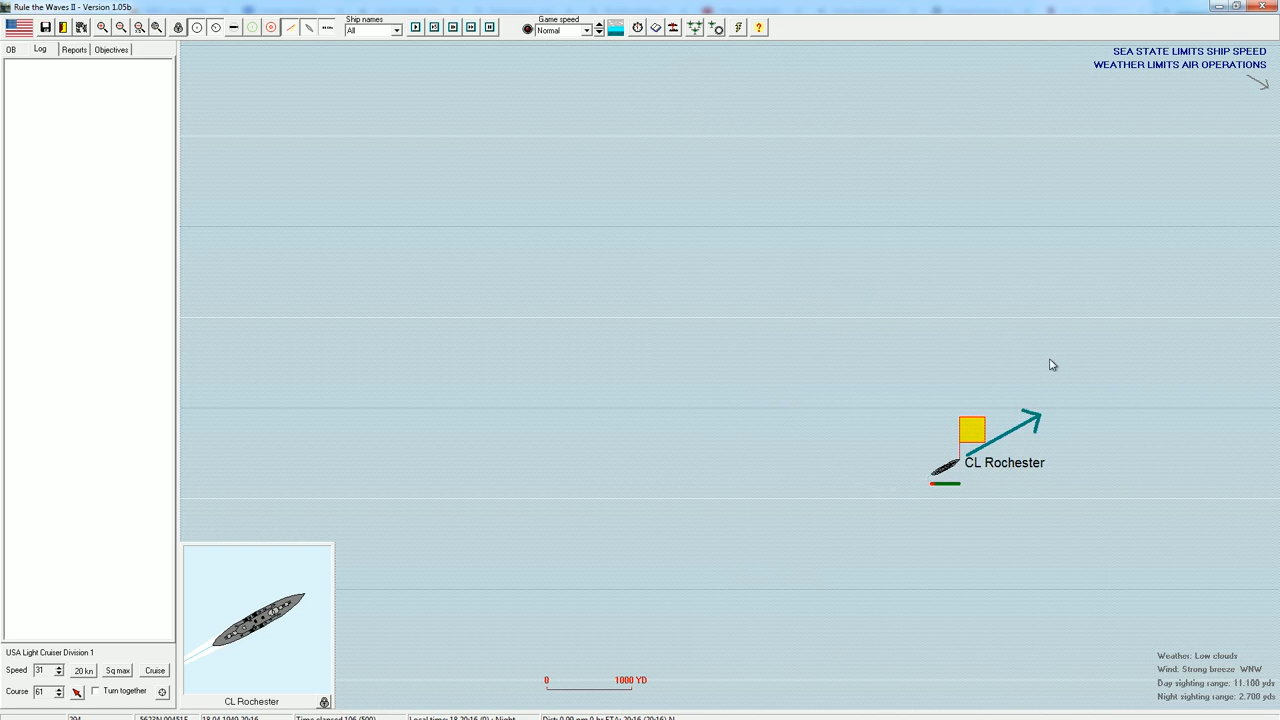 Rule the Waves II - Version 1.05b
Ship names
All
Game speed
Normal
OB Log Reports Objectives
SEA STATE LIMITS SHIP SPEED
WEATHER LIMITS AIR OPERATIONS
CL Rochester
USA Light Cruiser Division 1
Speed 31 20 kn Sq max Cruise
Course 61 Turn together
CL Rochester
0 1000 YD
Weather: Low clouds
Wind: Strong breeze WNW
Day sighting range: 11.100 yds
Night sighting range: 2.700 yds